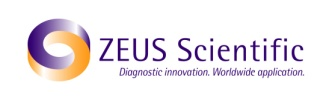 ZEUS Scientific
Diagnostic innovation. Worldwide application.